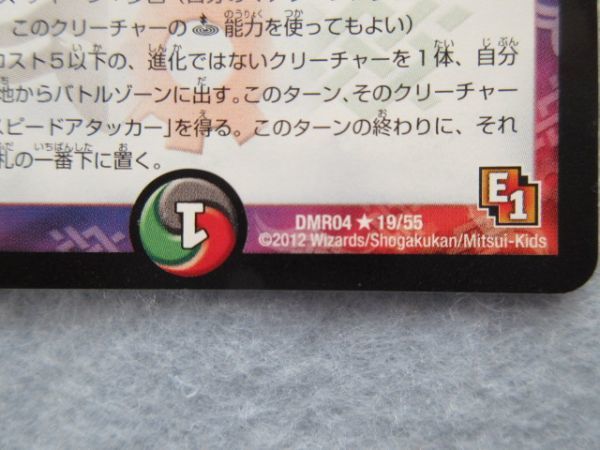 このクリーチャーの 能力を使ってもよい)
コスト5以下の、進化ではないクリーチャーを1体、自分
地からバトルゾーンに出す。このターン、そのクリーチャー
スピードアタッカー」を得る。このターンの終わりに、それ
札の一番下に置く。
E1
1
DMR04 ★ 19/55
©2012 Wizards/Shogakukan/Mitsui-Kids